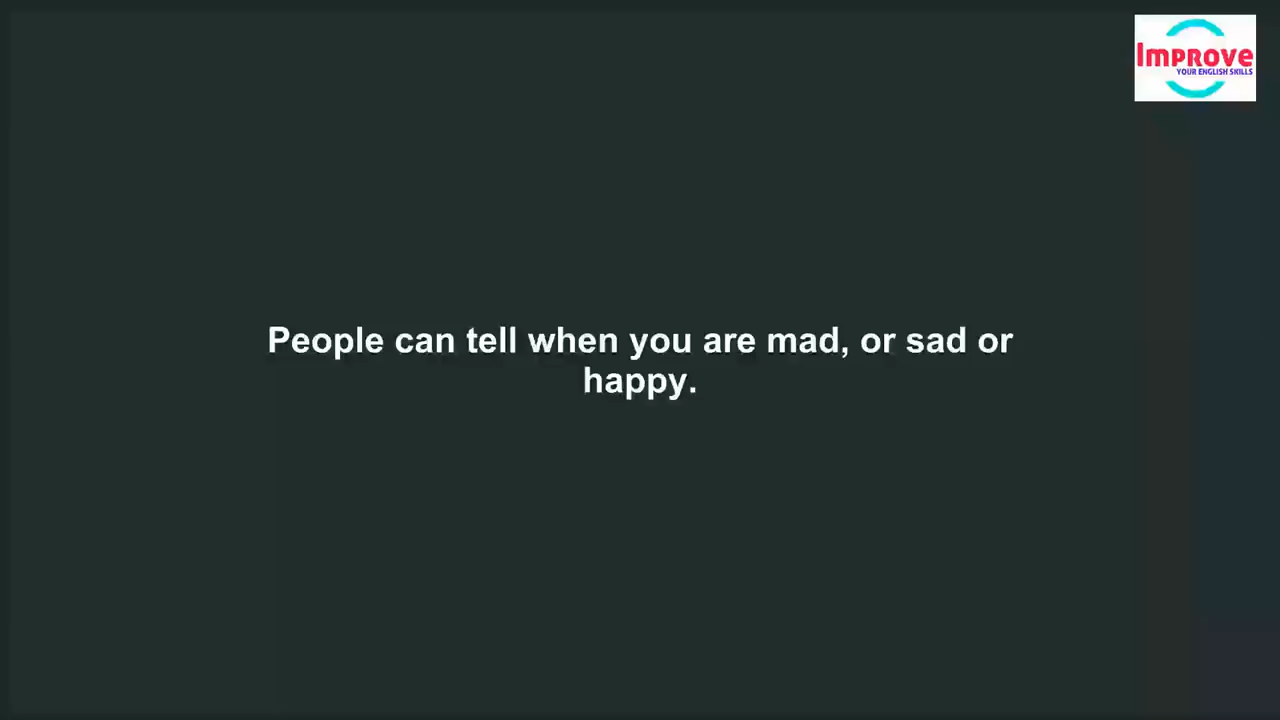 Improve
YOUR ENGLISH SKILLS
People can tell when you are mad, or sad or
happy.